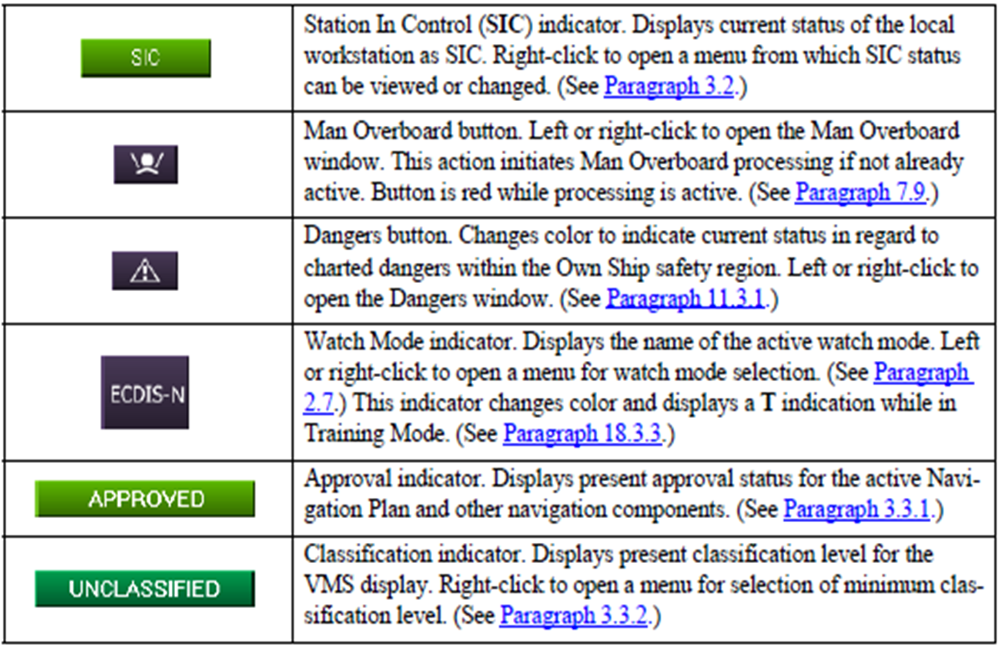 SIC
Station In Control (SIC) indicator. Displays current status of the local
workstation as SIC. Right-click to open a menu from which SIC status
can be viewed or changed. (See Paragraph 3.2.)
Man Overboard button. Left or right-click to open the Man Overboard
window. This action initiates Man Overboard processing if not already
active. Button is red while processing is active. (See Paragraph 7.9.)
Dangers button. Changes color to indicate current status in regard to
charted dangers within the Own Ship safety region. Left or right-click to
open the Dangers window. (See Paragraph 11.3.1.)
ECDIS-N
Watch Mode indicator. Displays the name of the active watch mode. Left
or right-click to open a menu for watch mode selection. (See Paragraph
2.7.) This indicator changes color and displays a T indication while in
Training Mode. (See Paragraph 18.3.3.)
APPROVED
Approval indicator. Displays present approval status for the active Navi-
gation Plan and other navigation components. (See Paragraph 3.3.1.)
UNCLASSIFIED
Classification indicator. Displays present classification level for the
VMS display. Right-click to open a menu for selection of minimum clas-
sification level. (See Paragraph 3.3.2.)